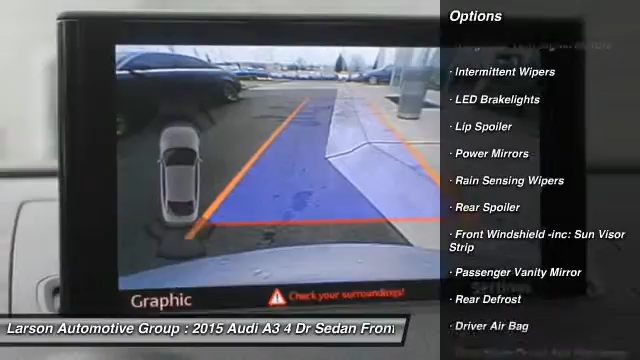 Options
· Intermittent Wipers
· LED Brakelights
· Lip Spoiler
· Power Mirrors
· Rain Sensing Wipers
· Rear Spoiler
· Front Windshield -inc: Sun Visor
Strip
· Passenger Vanity Mirror
· Rear Defrost
· Driver Air Bag
Graphic
Check your surroundings!
Settings
Larson Automotive Group : 2015 Audi A3 4 Dr Sedan Front